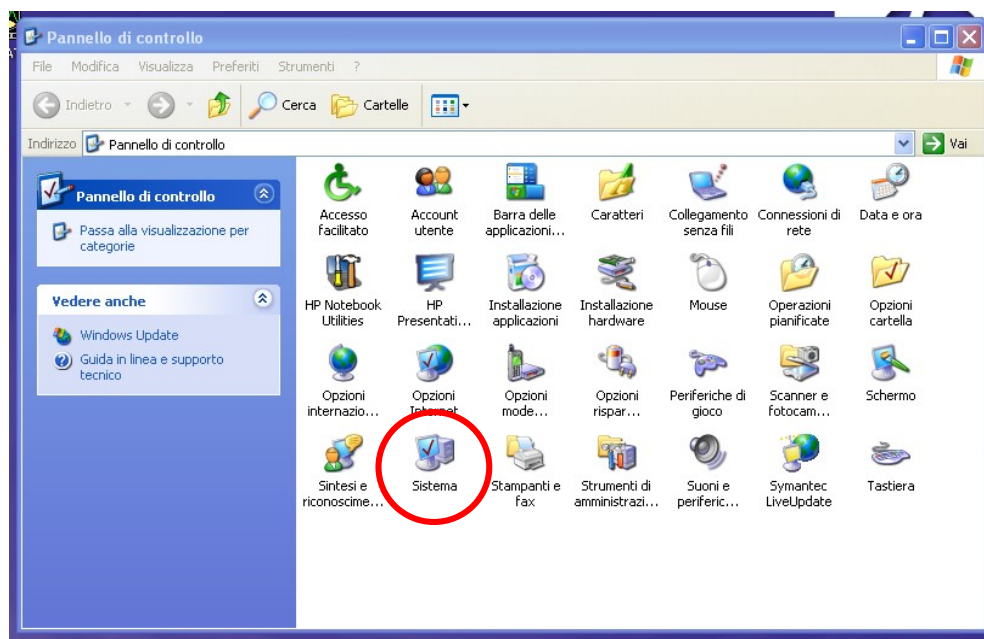 Pannello di controllo
File Modifica Visualizza Preferiti Strumenti ?
Indietro Cerca Cartelle
Indirizzo Pannello di controllo Vai
Pannello di controllo
Passa alla visualizzazione per
categorie
Vedere anche
Windows Update
Guida in linea e supporto
tecnico
Accesso
facilitato
Account
utente
Barra delle
applicazioni...
Caratteri
Collegamento
senza fili
Connessioni di
rete
Data e ora
HP Notebook
Utilities
HP
Presentati...
Installazione
applicazioni
Installazione
hardware
Mouse
Operazioni
pianificate
Opzioni
cartella
Opzioni
internazio...
Opzioni
Internet
Opzioni
mode...
Opzioni
rispar...
Periferiche di
gioco
Scanner e
fotocam...
Schermo
Sintesi e
riconoscime...
Sistema
Stampanti e
fax
Strumenti di
amministrazi...
Suoni e
periferic...
Symantec
LiveUpdate
Tastiera